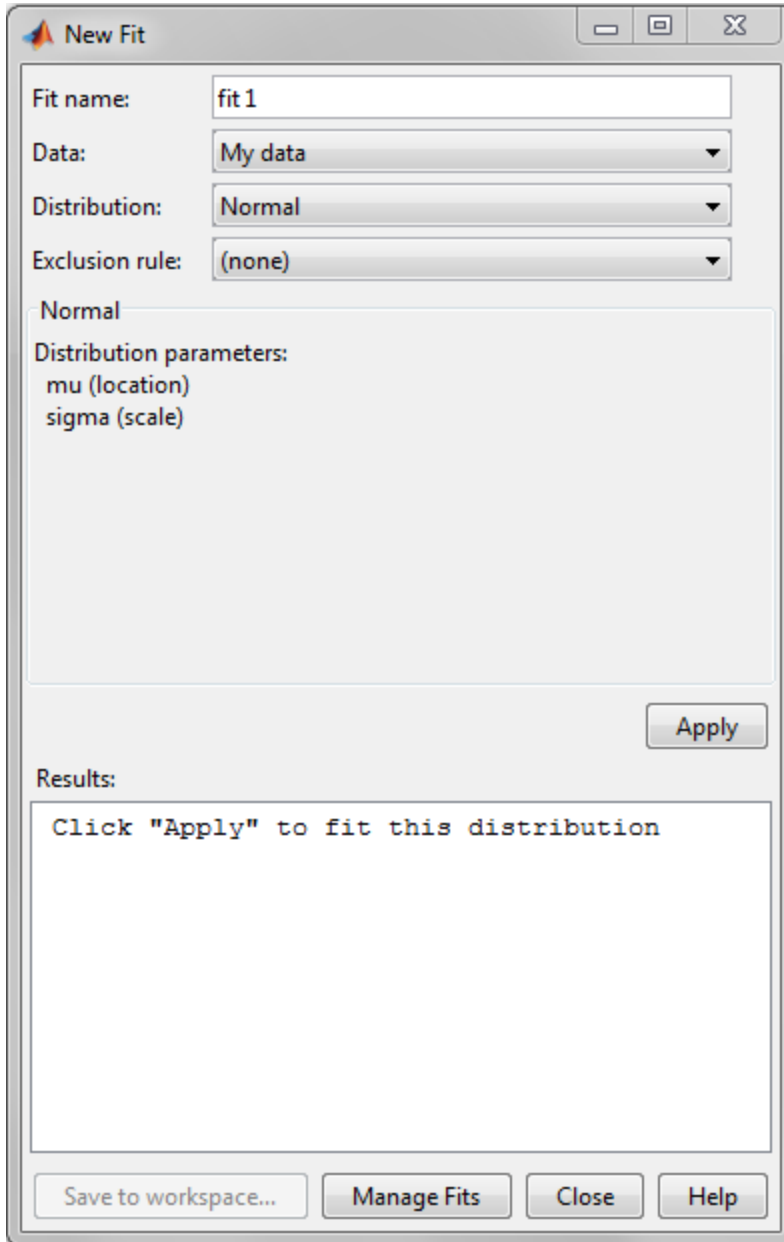 New Fit
Fit name: fit 1
Data: My data
Distribution: Normal
Exclusion rule: (none)
Normal
Distribution parameters:
mu (location)
sigma (scale)
Apply
Results:
Click "Apply" to fit this distribution
Save to workspace... Manage Fits Close Help